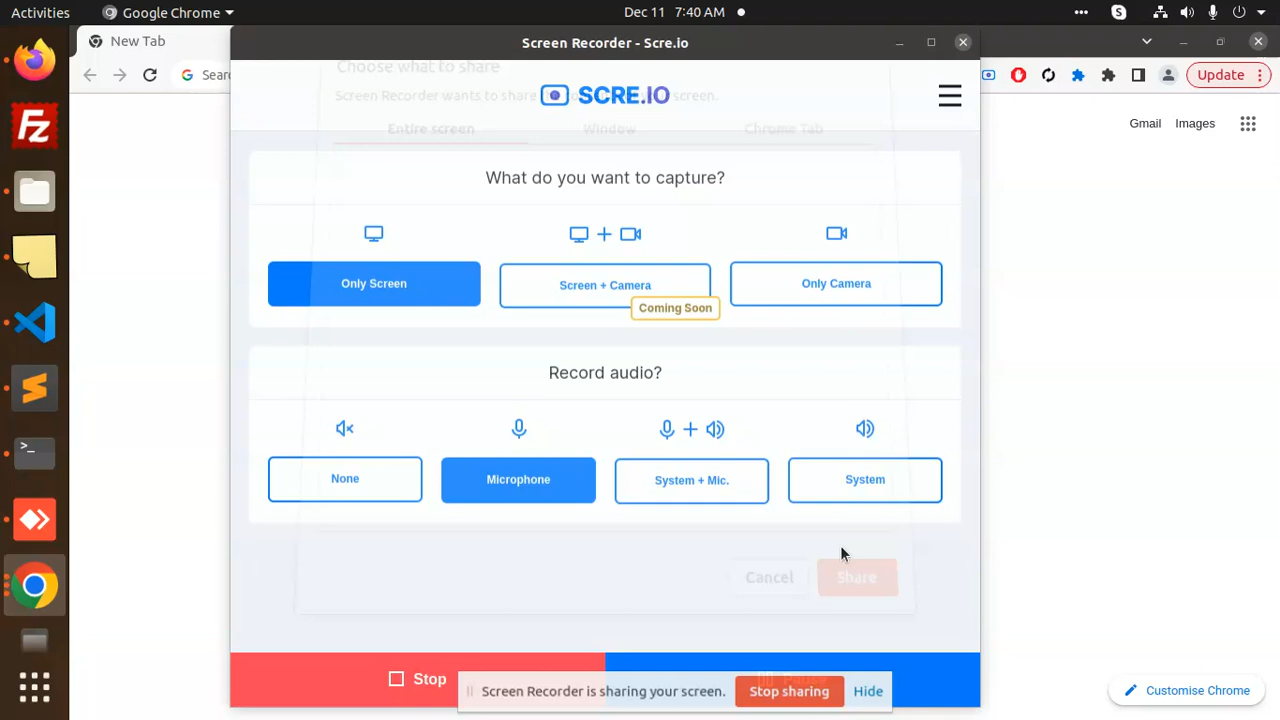 Activities Google Chrome Dec 11 7:40 AM
New Tab
Screen Recorder - Scre.io
Sear
Update
Choose what to share
Screen Recorder wants to share screen.
SCRE.IO
Gmail Images
Entire screen Window Chrome Tab
What do you want to capture?
Only Screen Screen + Camera Only Camera
Coming Soon
Record audio?
None Microphone System + Mic. System
Cancel Share
Stop Pause
Screen Recorder is sharing your screen. Stop sharing Hide
Customise Chrome